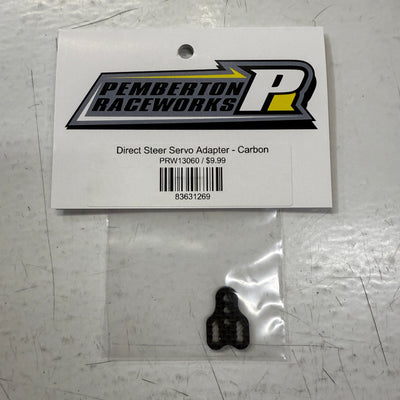 PEMBERTON
RACEWORKS
P
Direct Steer Servo Adapter - Carbon
PRW13060 / $9.99
83631269